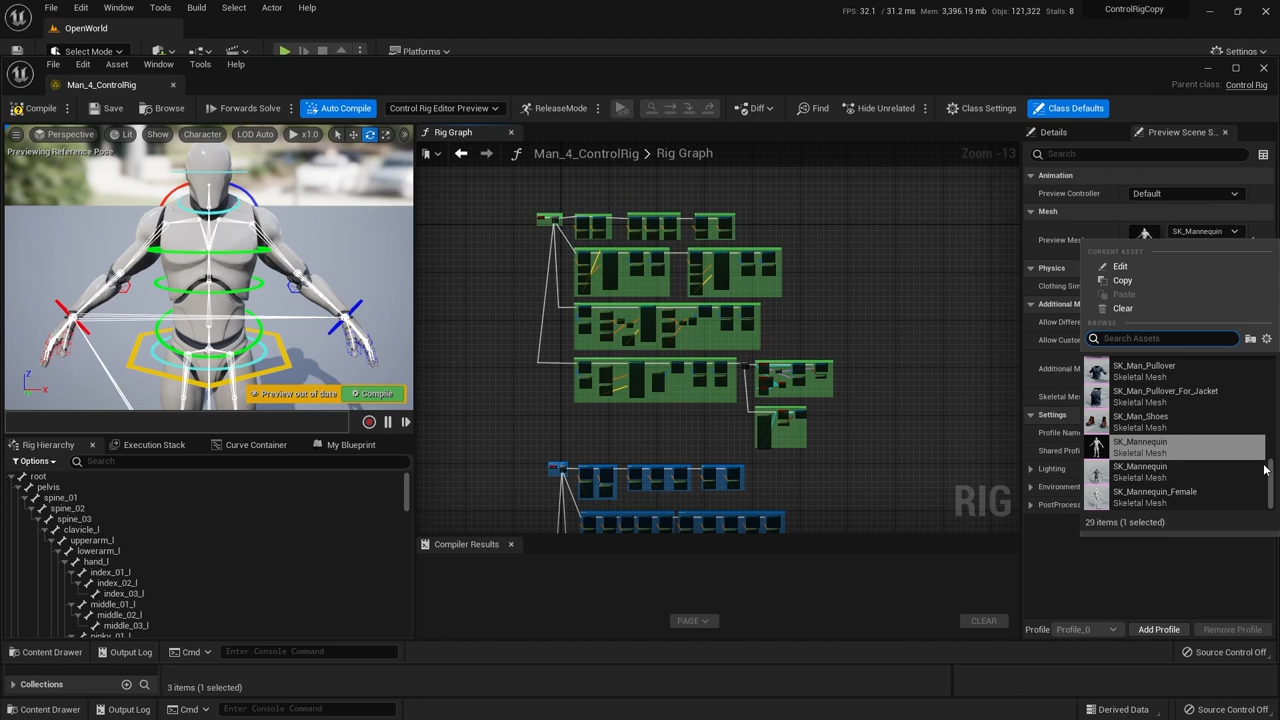 File Edit Window Tools Build Select Actor Help FPS: 32.1 / 31.2 ms Mem: 3,396.19 mb Objs: 121,322 Stalls: 8 ControlRigCopy
OpenWorld
Select Mode Platforms Settings
File Edit Asset Window Tools Help
Man_4_ControlRig Parent class: Control Rig
Compile Save Browse Forwards Solve Auto Compile Control Rig Editor Preview ReleaseMode Diff Find Hide Unrelated Class Settings Class Defaults
Perspective Lit Show Character LOD Auto x1.0
Previewing Reference Pose
Z
X
Preview out of date Compile
Rig Graph
Man_4_ControlRig > Rig Graph Zoom -13
RIG
Details Preview Scene S...
Search
Animation
Preview Controller Default
Mesh
Preview Mes SK_Mannequin
Physics
Clothing Sim
Additional M
Allow Differe
Allow Custo
Additional M
Skeletal Mes
Settings
Profile Name
Shared Profi
Lighting
Environmen
PostProces
CURRENT ASSET
Edit
Copy
Paste
Clear
BROWSE
Search Assets
SK_Man_Pullover
Skeletal Mesh
SK_Man_Pullover_For_Jacket
Skeletal Mesh
SK_Man_Shoes
Skeletal Mesh
SK_Mannequin
Skeletal Mesh
SK_Mannequin
Skeletal Mesh
SK_Mannequin_Female
Skeletal Mesh
29 items (1 selected)
Rig Hierarchy Execution Stack Curve Container My Blueprint
Options Search
root
pelvis
spine_01
spine_02
spine_03
clavicle_l
upperarm_l
lowerarm_l
hand_l
index_01_l
index_02_l
index_03_l
middle_01_l
middle_02_l
middle_03_l
pinky_01_l
Compiler Results
PAGE CLEAR
Profile Profile_0 Add Profile Remove Profile
Content Drawer Output Log Cmd Enter Console Command Source Control Off
Collections 3 items (1 selected)
Content Drawer Output Log Cmd Enter Console Command Derived Data Source Control Off